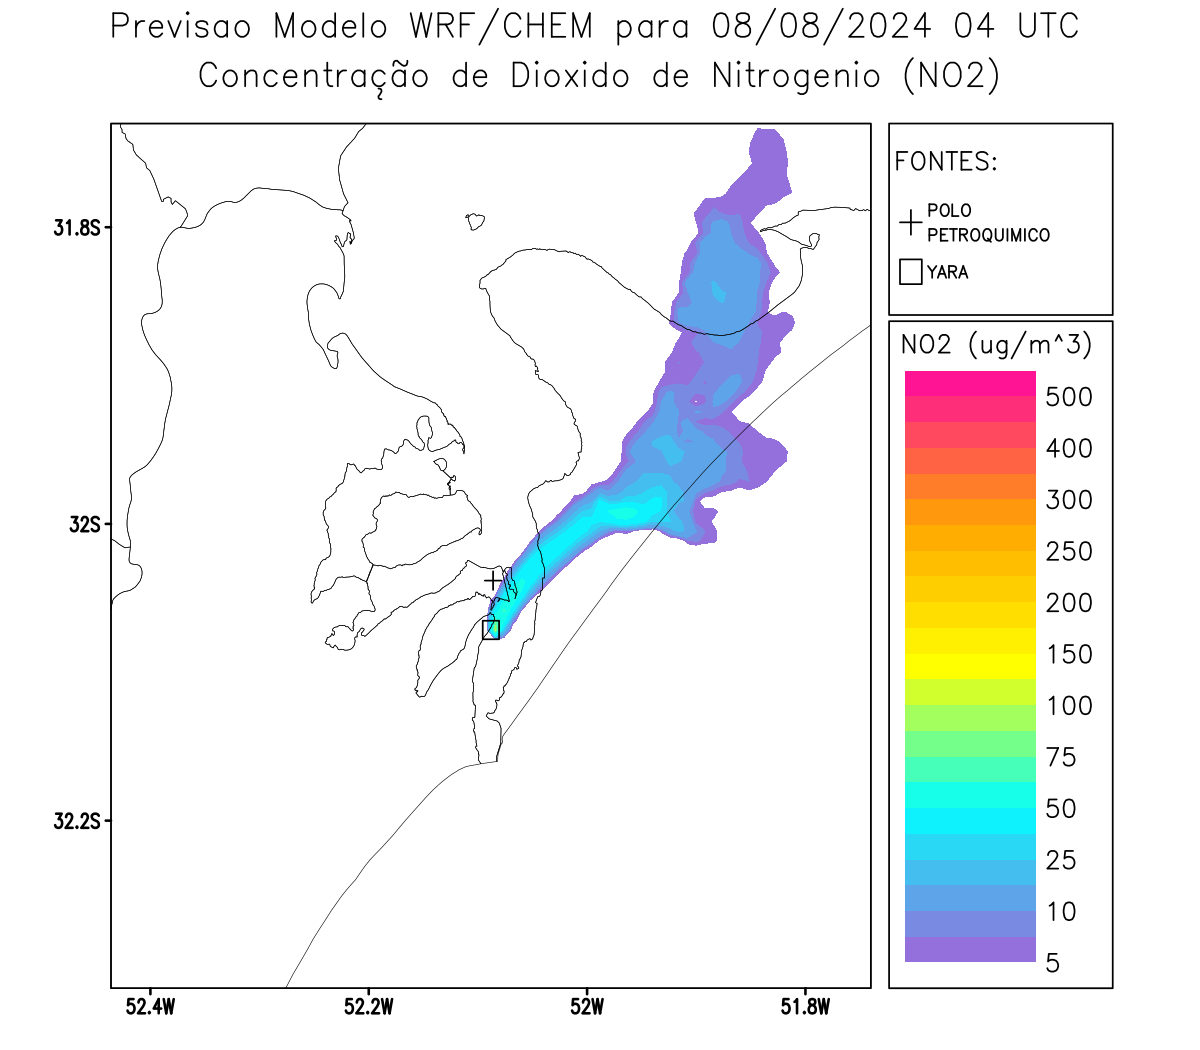 Previsao Modelo WRF/CHEM para 08/08/2024 04 UTC
Concentração de Dioxido de Nitrogenio (NO2)
FONTES:
POLO
PETROQUIMICO
YARA
NO2 (ug/m^3)
500
400
300
250
200
150
100
75
50
25
10
5
31.8S
32S
32.2S
52.4W
52.2W
52W
51.8W